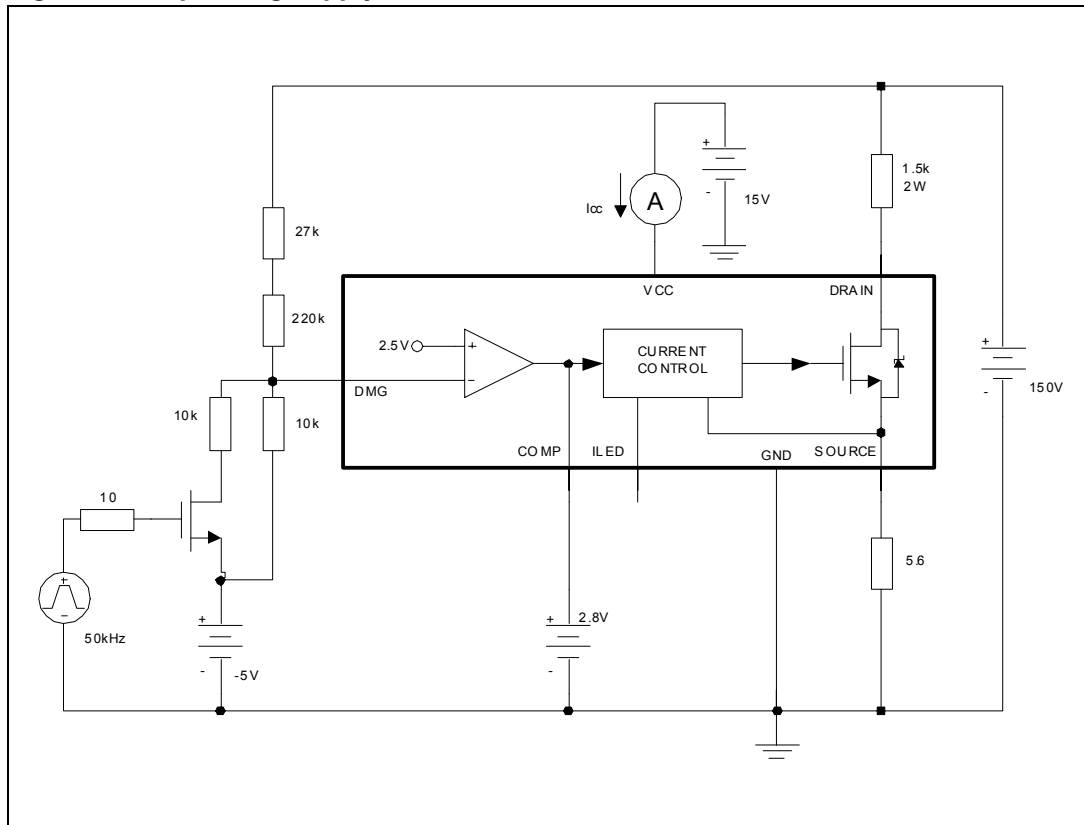 +
15V
-
A
Icc
1.5k
2W
27k
220k
VCC
DRAIN
2.5V
+
-
CURRENT
CONTROL
+
150V
-
DMG
10k
10k
COMP
ILED
GND
SOURCE
10
5.6
+
-
50kHz
+
-5V
-
+
2.8V
-